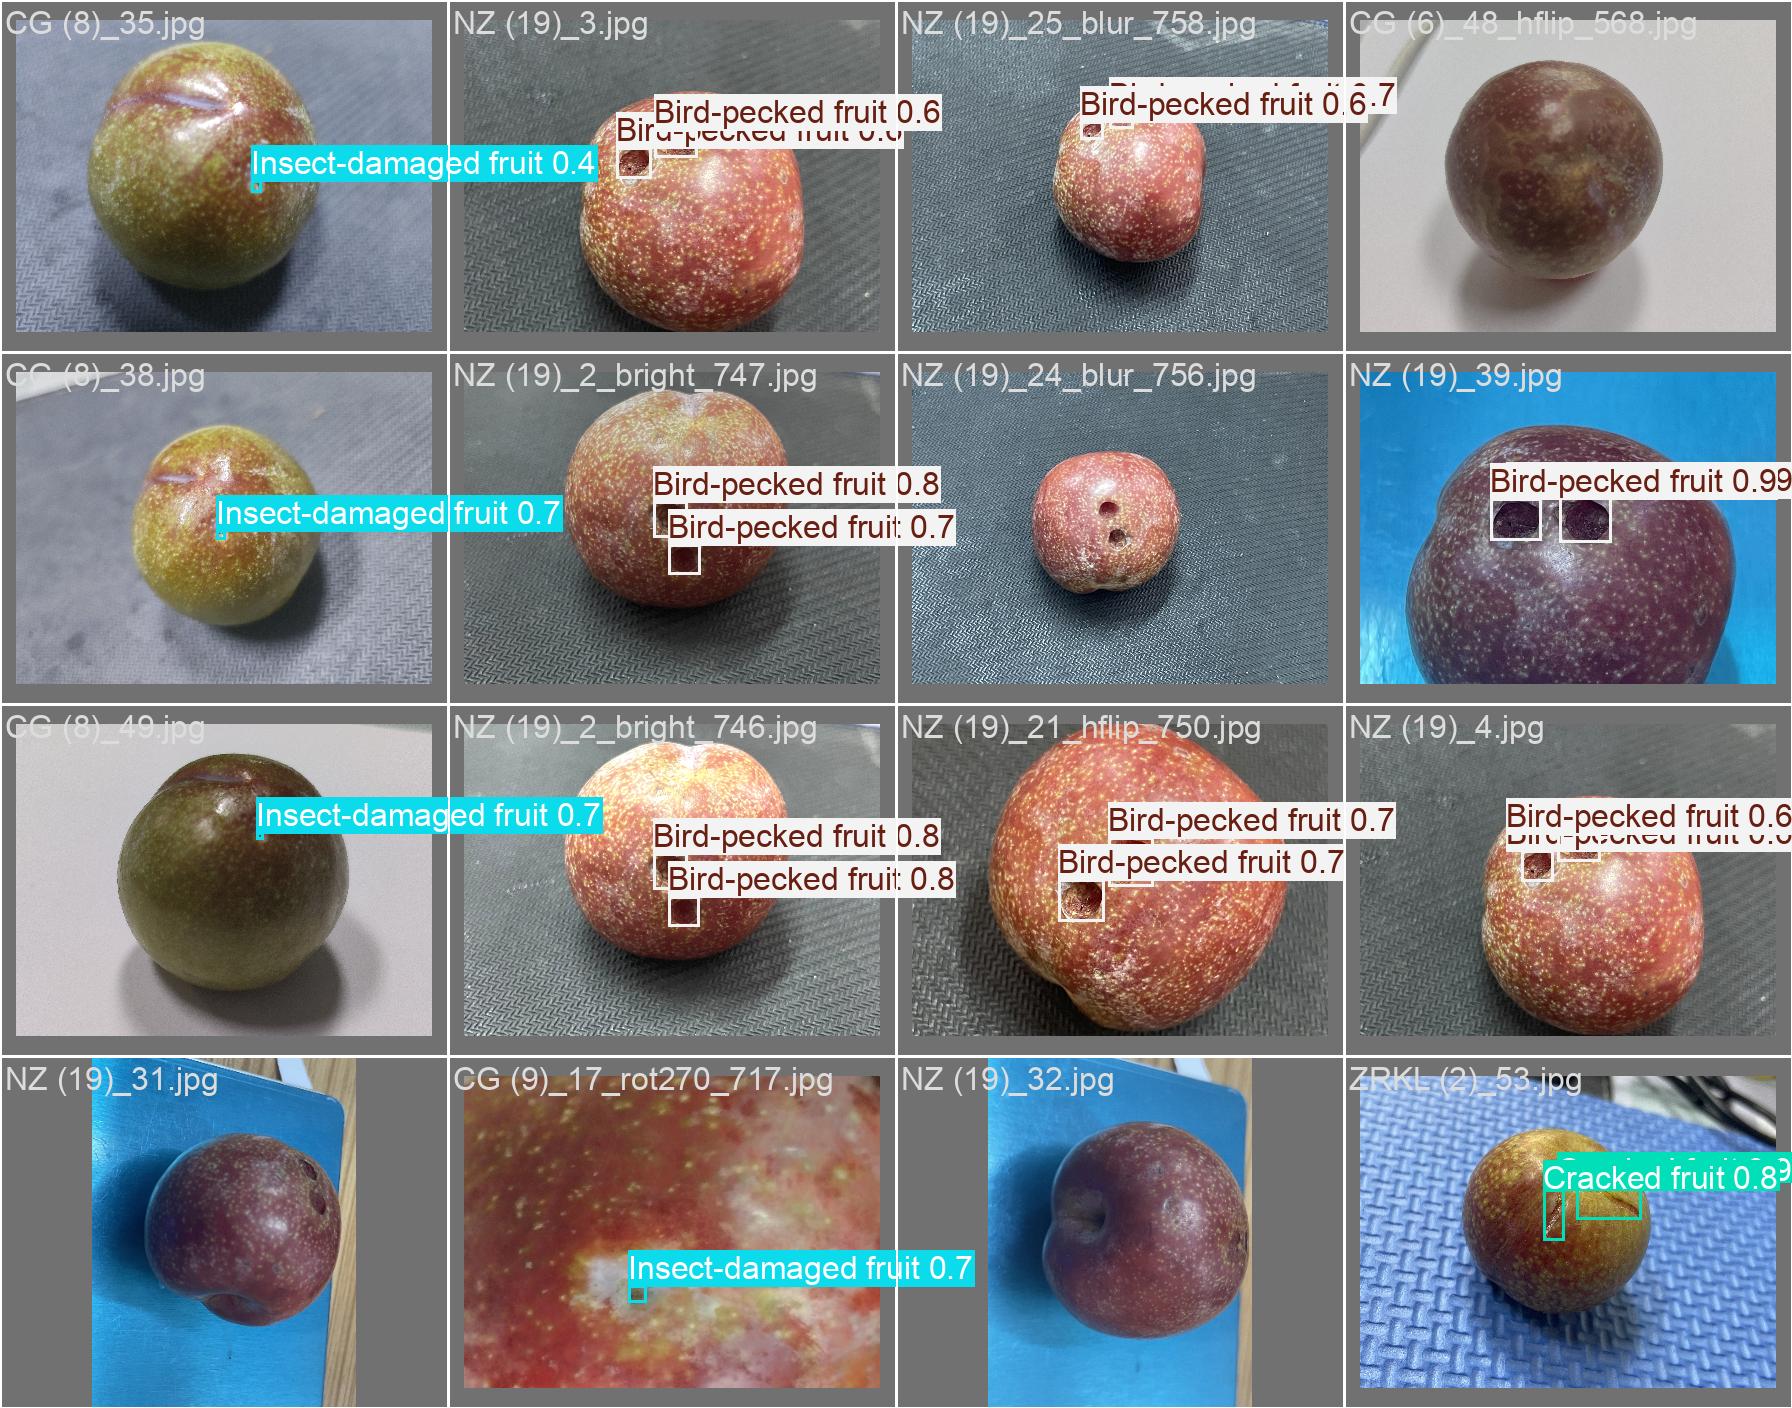 CG (8)_35.jpg
Insect-damaged fruit 0.4
NZ (19)_3.jpg
Bird-pecked fruit 0.6
Bird-pecked fruit
NZ (19)_25_blur_758.jpg
.7
Bird-pecked fruit 0.6
CG (6)_48_hflip_568.jpg
CG (8)_38.jpg
Insect-damaged fruit 0.7
NZ (19)_2_bright_747.jpg
Bird-pecked fruit 0.8
Bird-pecked fruit 0.7
NZ (19)_24_blur_756.jpg
NZ (19)_39.jpg
Bird-pecked fruit 0.99
CG (8)_49.jpg
Insect-damaged fruit 0.7
NZ (19)_2_bright_746.jpg
Bird-pecked fruit 0.8
Bird-pecked fruit 0.8
NZ (19)_21_hflip_750.jpg
Bird-pecked fruit 0.7
Bird-pecked fruit 0.7
NZ (19)_4.jpg
Bird-pecked fruit 0.6
NZ (19)_31.jpg
CG (9)_17_rot270_717.jpg
Insect-damaged fruit 0.7
NZ (19)_32.jpg
ZRKL (2)_53.jpg
Cracked fruit 0.8